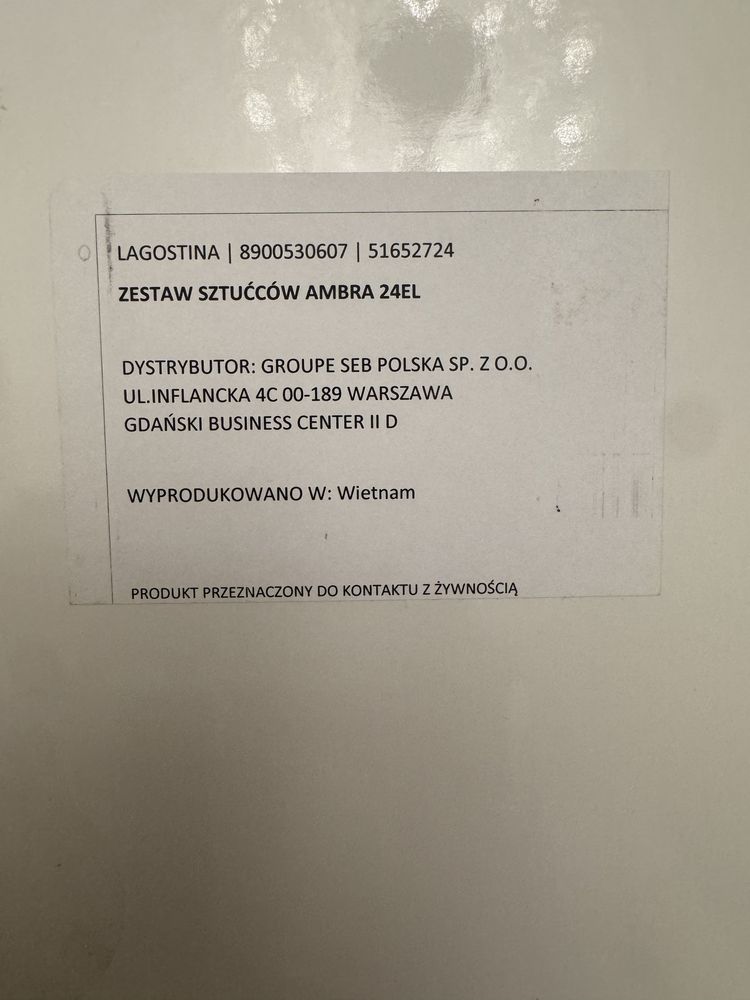 LAGOSTINA | 8900530607 | 51652724
ZESTAW SZTUĆCÓW AMBRA 24EL
DYSTRYBUTOR: GROUPE SEB POLSKA SP. Z O.O.
UL.INFLANCKA 4C 00-189 WARSZAWA
GDAŃSKI BUSINESS CENTER II D
WYPRODUKOWANO W: Wietnam
PRODUKT PRZEZNACZONY DO KONTAKTU Z ŻYWNOŚCIĄ